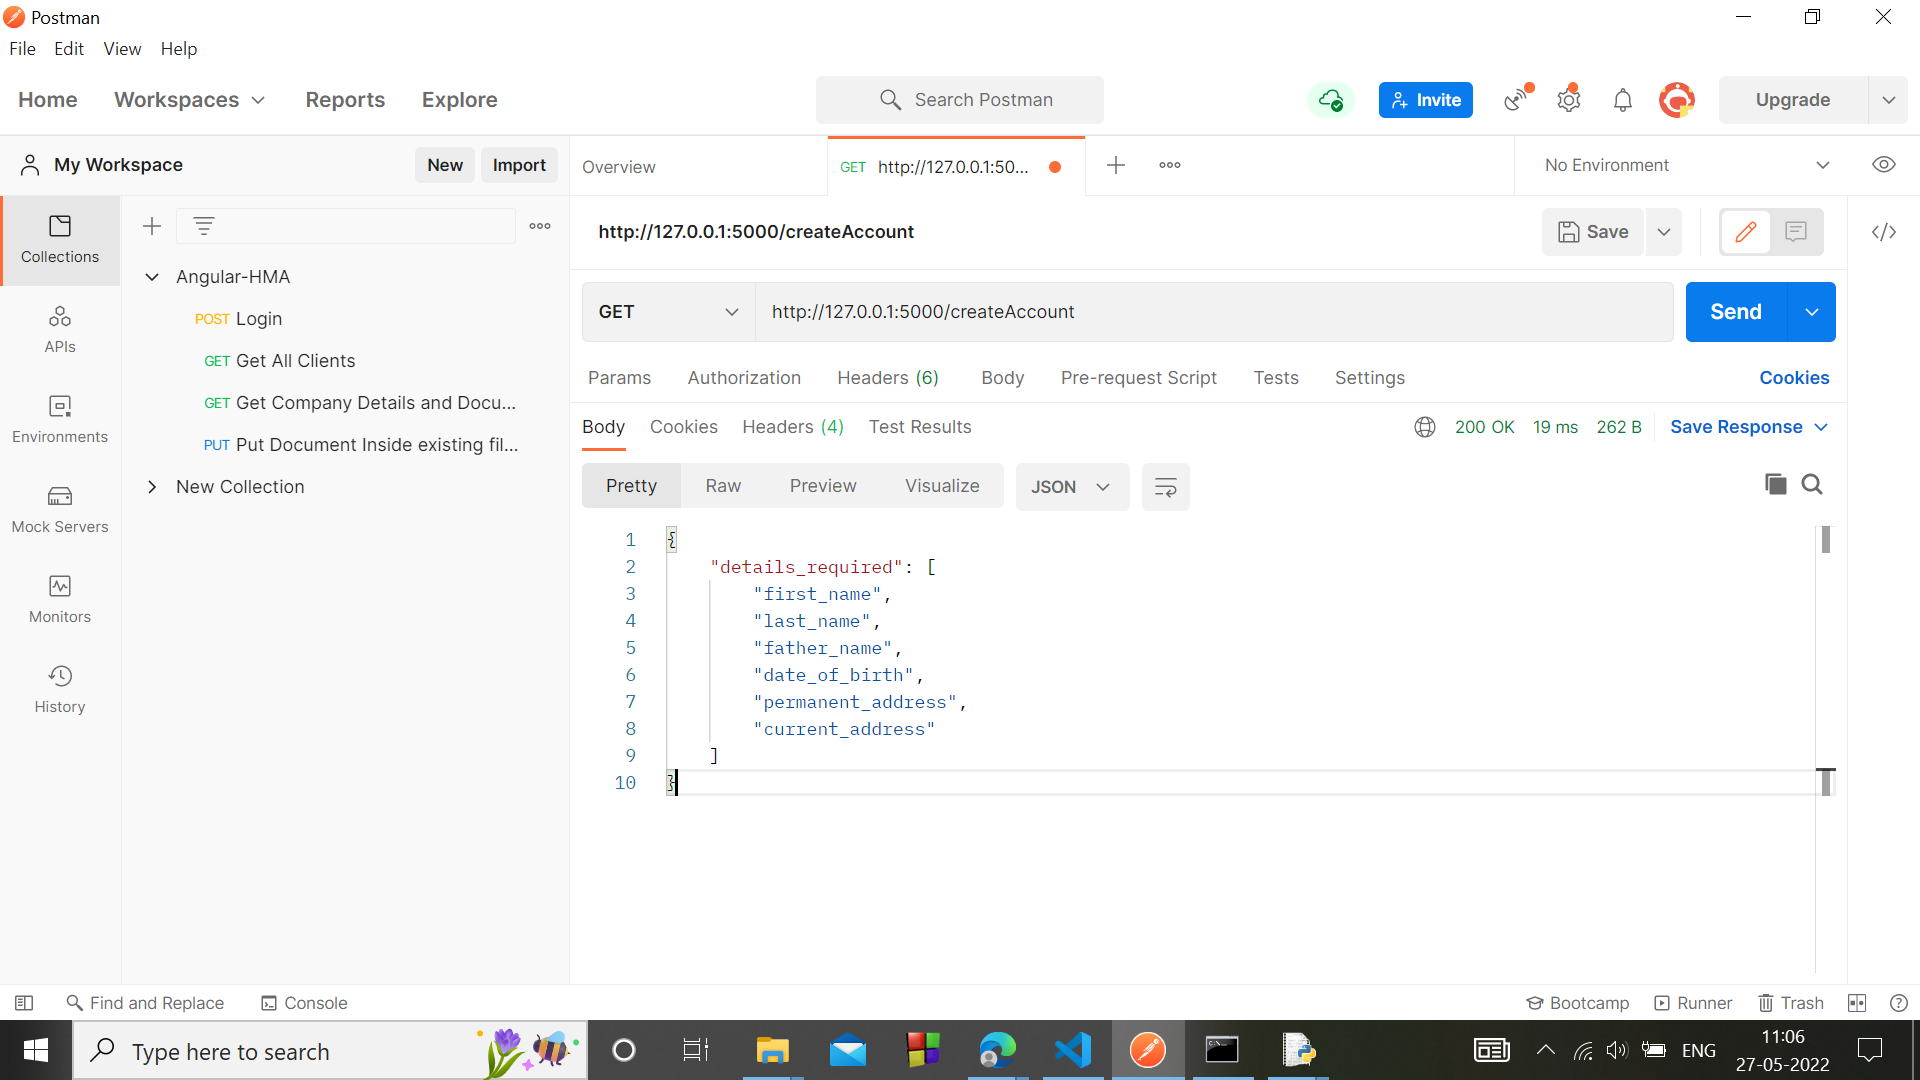 Postman
File Edit View Help
Home Workspaces Reports Explore
Search Postman
Invite
Upgrade
My Workspace
New Import
Overview
GET http://127.0.0.1:50...
No Environment
Collections
APIs
Environments
Mock Servers
Monitors
History
Angular-HMA
POST Login
GET Get All Clients
GET Get Company Details and Docu...
PUT Put Document Inside existing fil...
New Collection
http://127.0.0.1:5000/createAccount
Save
GET http://127.0.0.1:5000/createAccount
Send
Params Authorization Headers (6) Body Pre-request Script Tests Settings Cookies
Body Cookies Headers (4) Test Results
200 OK 19 ms 262 B Save Response
Pretty Raw Preview Visualize JSON
1 {
2 "details_required": [
3 "first_name",
4 "last_name",
5 "father_name",
6 "date_of_birth",
7 "permanent_address",
8 "current_address"
9 ]
10 }
Find and Replace Console
Bootcamp Runner Trash
Type here to search
ENG
11:06
27-05-2022